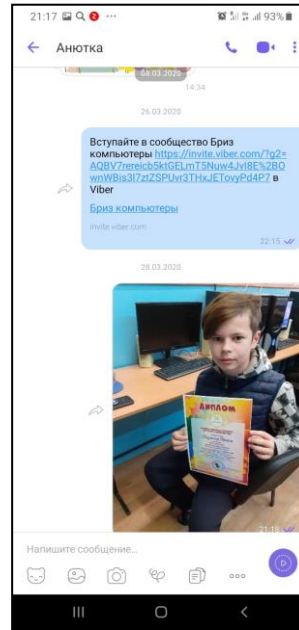 21:17
93%
Анютка
04.03.2020
14:34
26.03.2020
Вступайте в сообщество Бриз
компьютеры https://invite.viber.com/?g2=
AQBV7rereicb5ktGELmT5Nuw4JvI8E%2BO
wnWBis3I7ztZSPUvr3THxJETovyPd4P7 в
Viber
Бриз компьютеры
invite.viber.com
22:15
28.03.2020
ДИПЛОМ
21:18
Напишите сообщение...